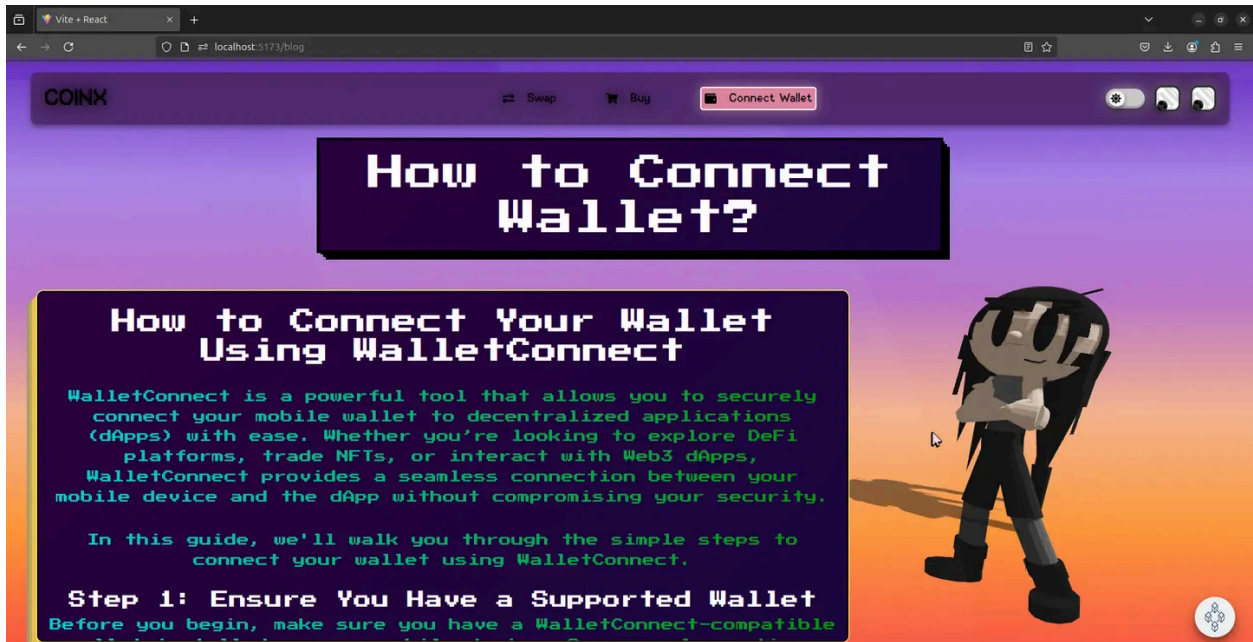 Vite + React
localhost:5173/blog
COINX
Swap
Buy
Connect Wallet
How to Connect
Wallet?
How to Connect Your Wallet
Using WalletConnect
WalletConnect is a powerful tool that allows you to securely
connect your mobile wallet to decentralized applications
(dApps) with ease. Whether you're looking to explore DeFi
platforms, trade NFTs, or interact with Web3 dApps,
WalletConnect provides a seamless connection between your
mobile device and the dApp without compromising your security.
In this guide, we'll walk you through the simple steps to
connect your wallet using WalletConnect.
Step 1: Ensure You Have a Supported Wallet
Before you begin, make sure you have a WalletConnect-compatible